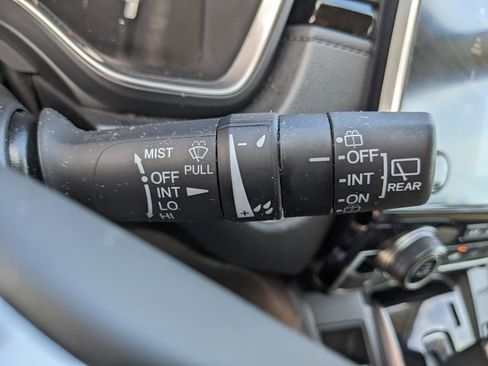 MIST
PULL
OFF
INT
LO
HI
-
+
OFF
INT
ON
REAR